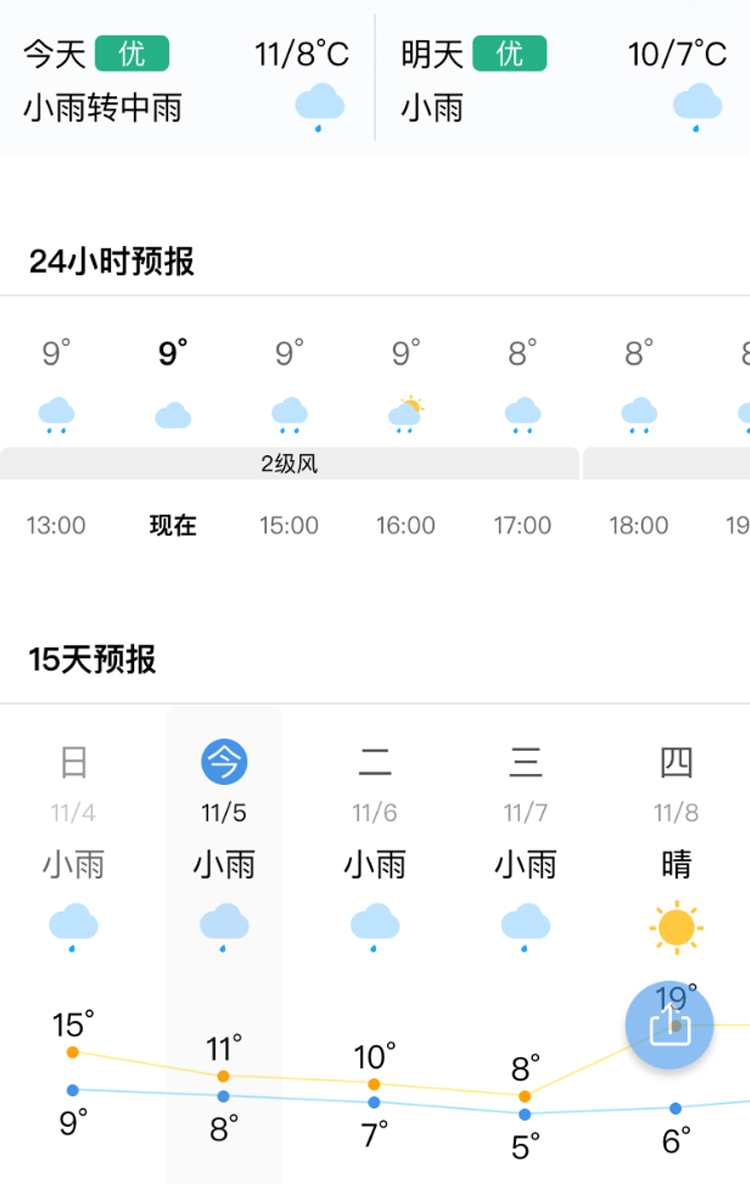 今天 优 11/8°C
小雨转中雨
明天 优 10/7°C
小雨
24小时预报
9° 9° 9° 9° 8° 8°
2级风
13:00 现在 15:00 16:00 17:00 18:00 19
15天预报
日 今 二 三 四
11/4 11/5 11/6 11/7 11/8
小雨 小雨 小雨 小雨 晴
15° 11° 10° 8° 19°
9° 8° 7° 5° 6°